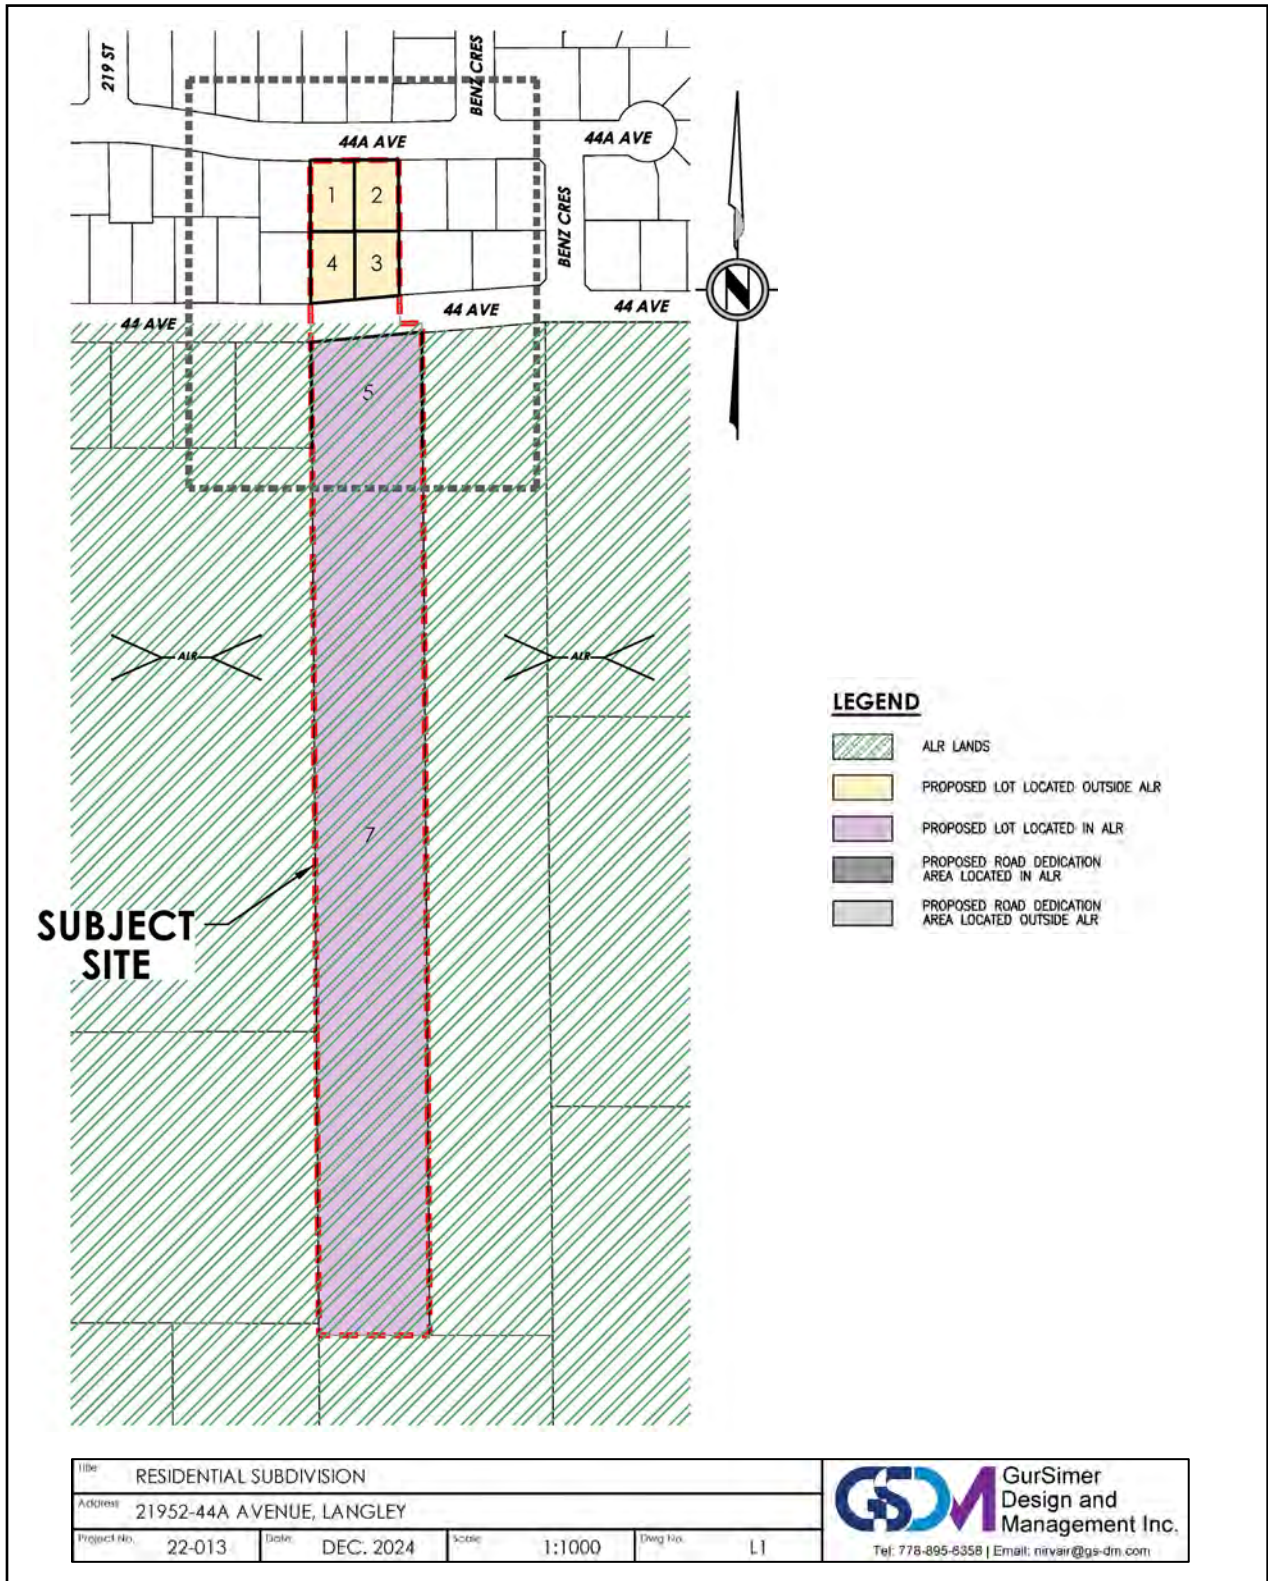 219 ST
BENZ CRES
44A AVE
44A AVE
1
2
4
3
BENZ CRES
44 AVE
44 AVE
44 AVE
N
5
ALR
ALR
7
SUBJECT
SITE
LEGEND
ALR LANDS
PROPOSED LOT LOCATED OUTSIDE ALR
PROPOSED LOT LOCATED IN ALR
PROPOSED ROAD DEDICATION
AREA LOCATED IN ALR
PROPOSED ROAD DEDICATION
AREA LOCATED OUTSIDE ALR
Title RESIDENTIAL SUBDIVISION
Address 21952-44A AVENUE, LANGLEY
Project No. 22-013 Date DEC. 2024 Scale 1:1000 Dwg No. L1
GSDM
GurSimer
Design and
Management Inc.
Tel: 778-895-6358 | Email: nirvair@gs-dm.com